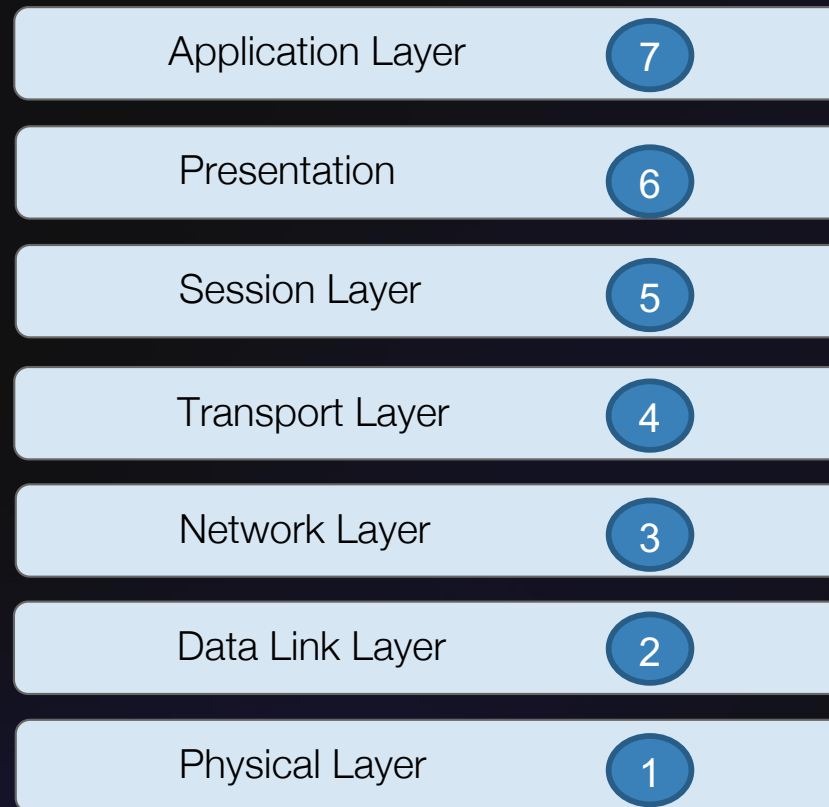 Application Layer 7
Presentation 6
Session Layer 5
Transport Layer 4
Network Layer 3
Data Link Layer 2
Physical Layer 1